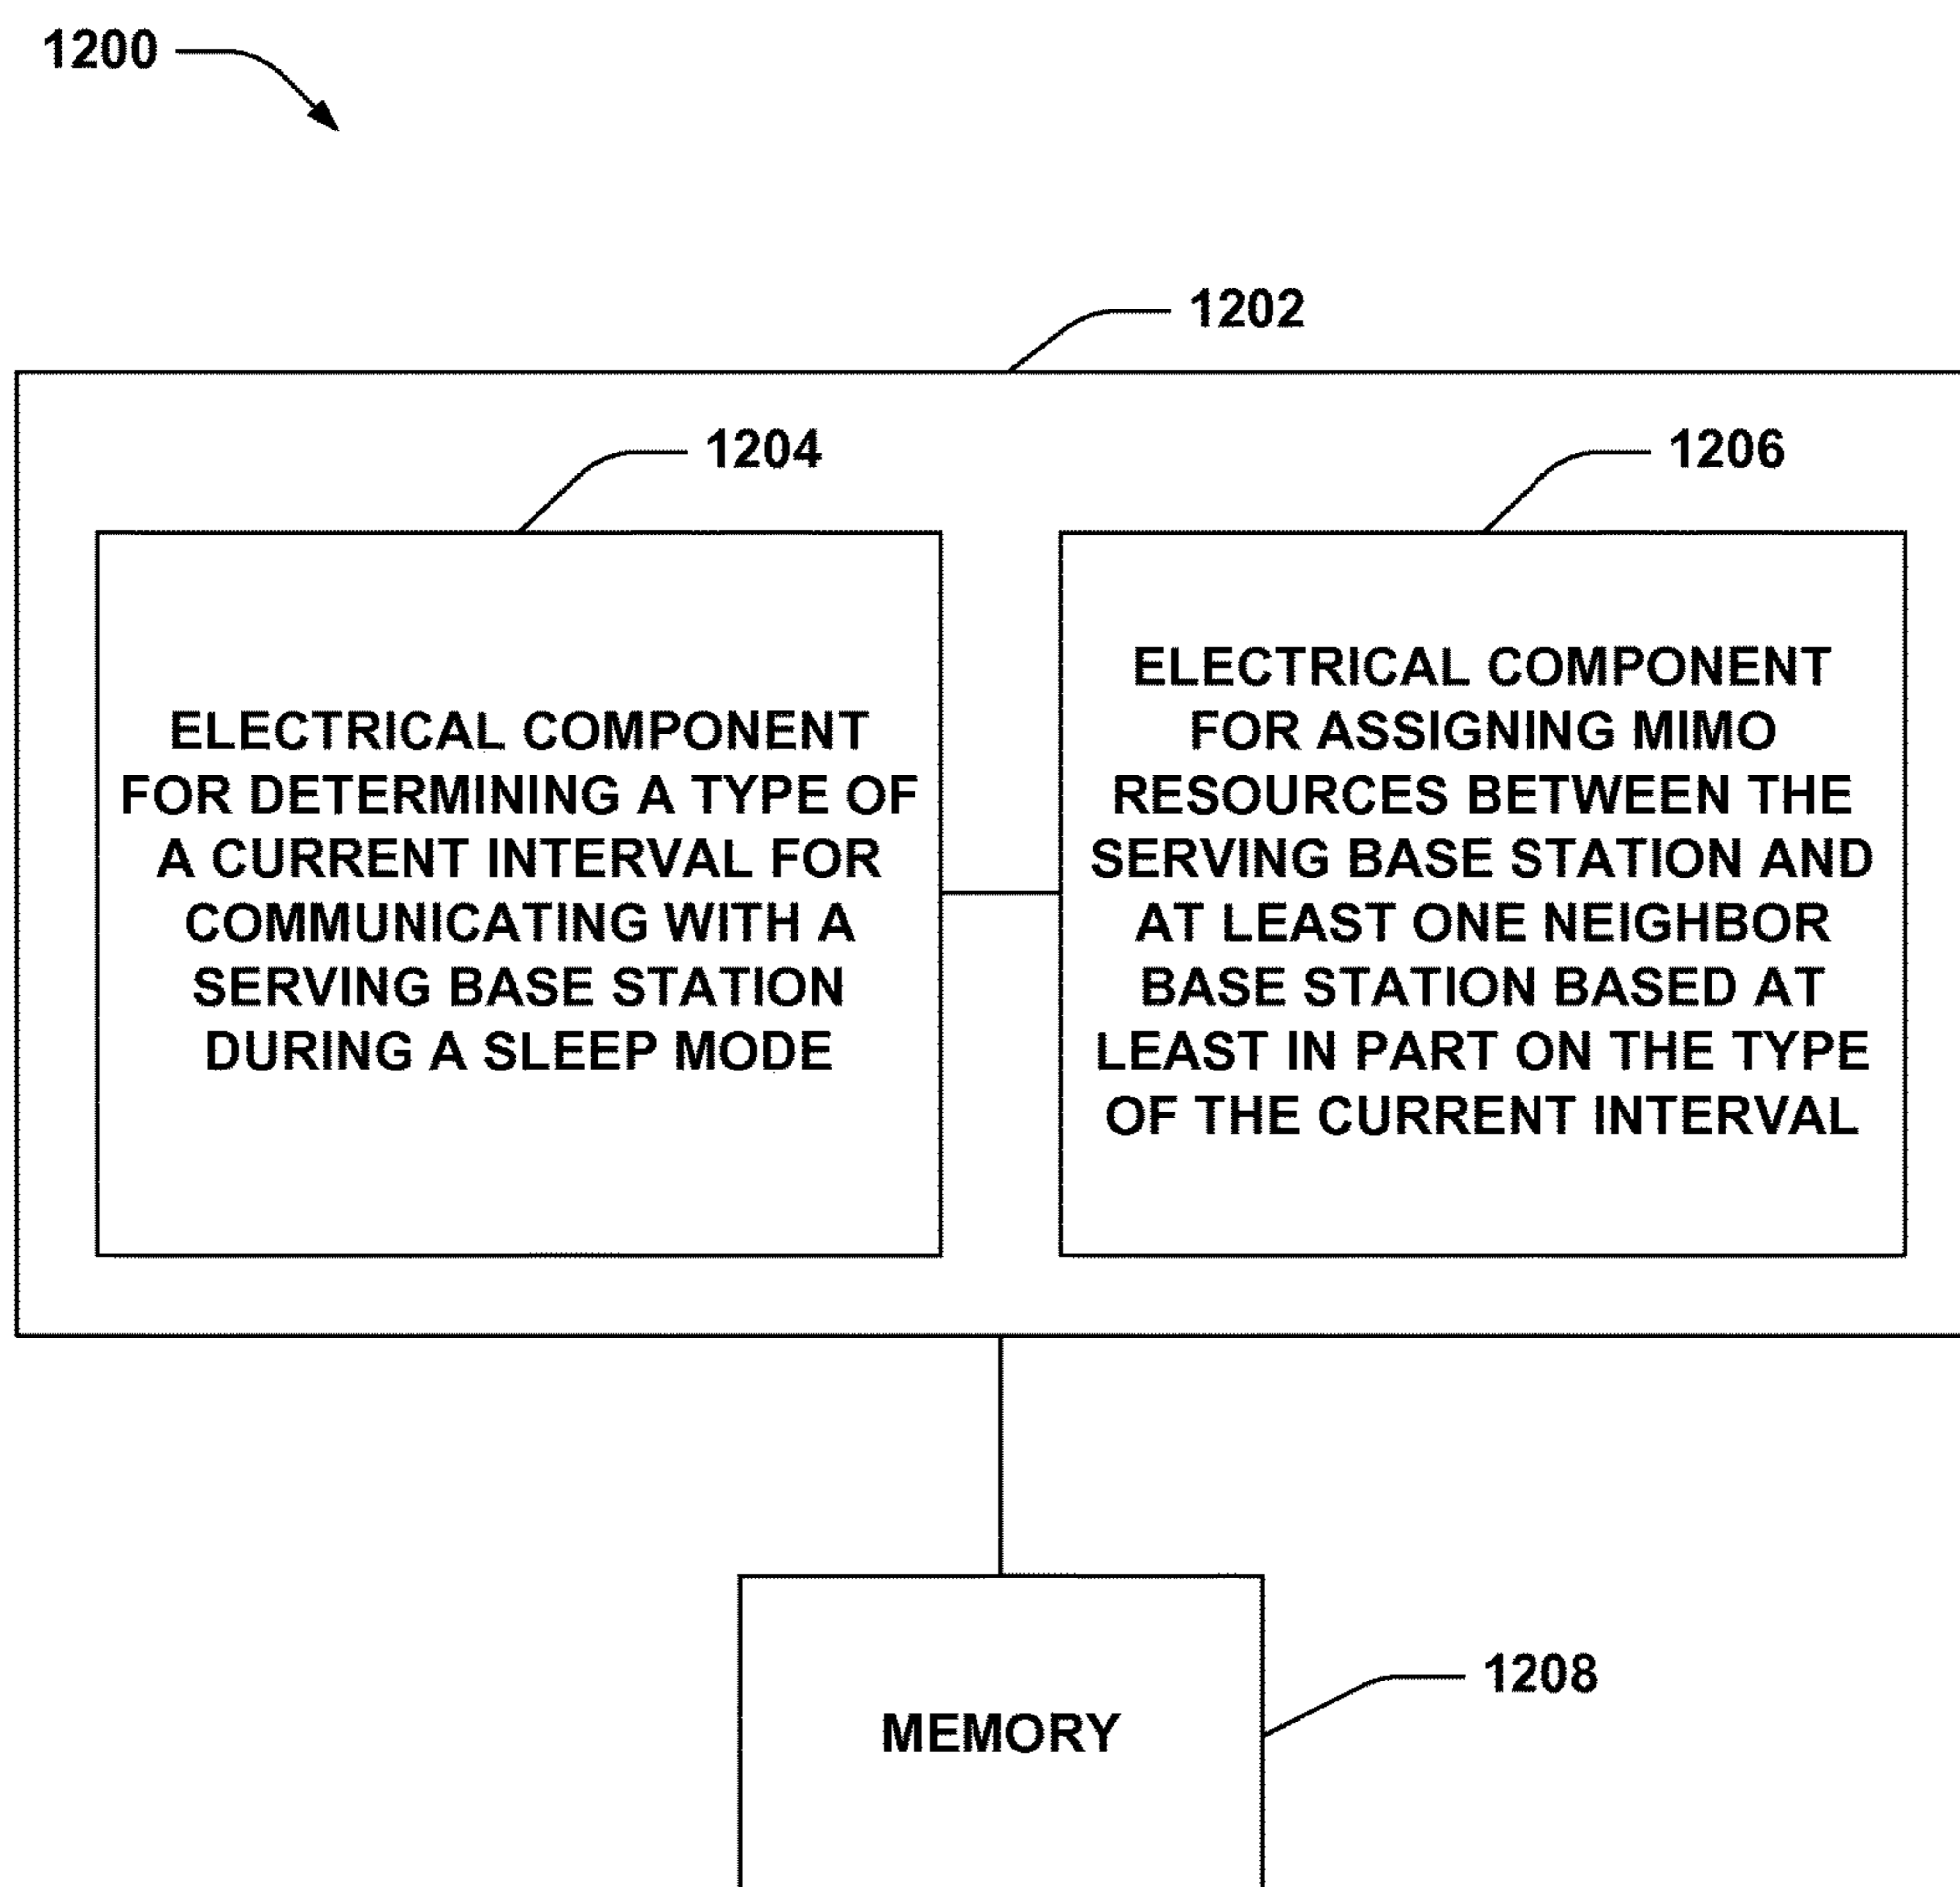 1200
1202
1204
1206
ELECTRICAL COMPONENT
FOR DETERMINING A TYPE OF
A CURRENT INTERVAL FOR
COMMUNICATING WITH A
SERVING BASE STATION
DURING A SLEEP MODE
ELECTRICAL COMPONENT
FOR ASSIGNING MIMO
RESOURCES BETWEEN THE
SERVING BASE STATION AND
AT LEAST ONE NEIGHBOR
BASE STATION BASED AT
LEAST IN PART ON THE TYPE
OF THE CURRENT INTERVAL
1208
MEMORY